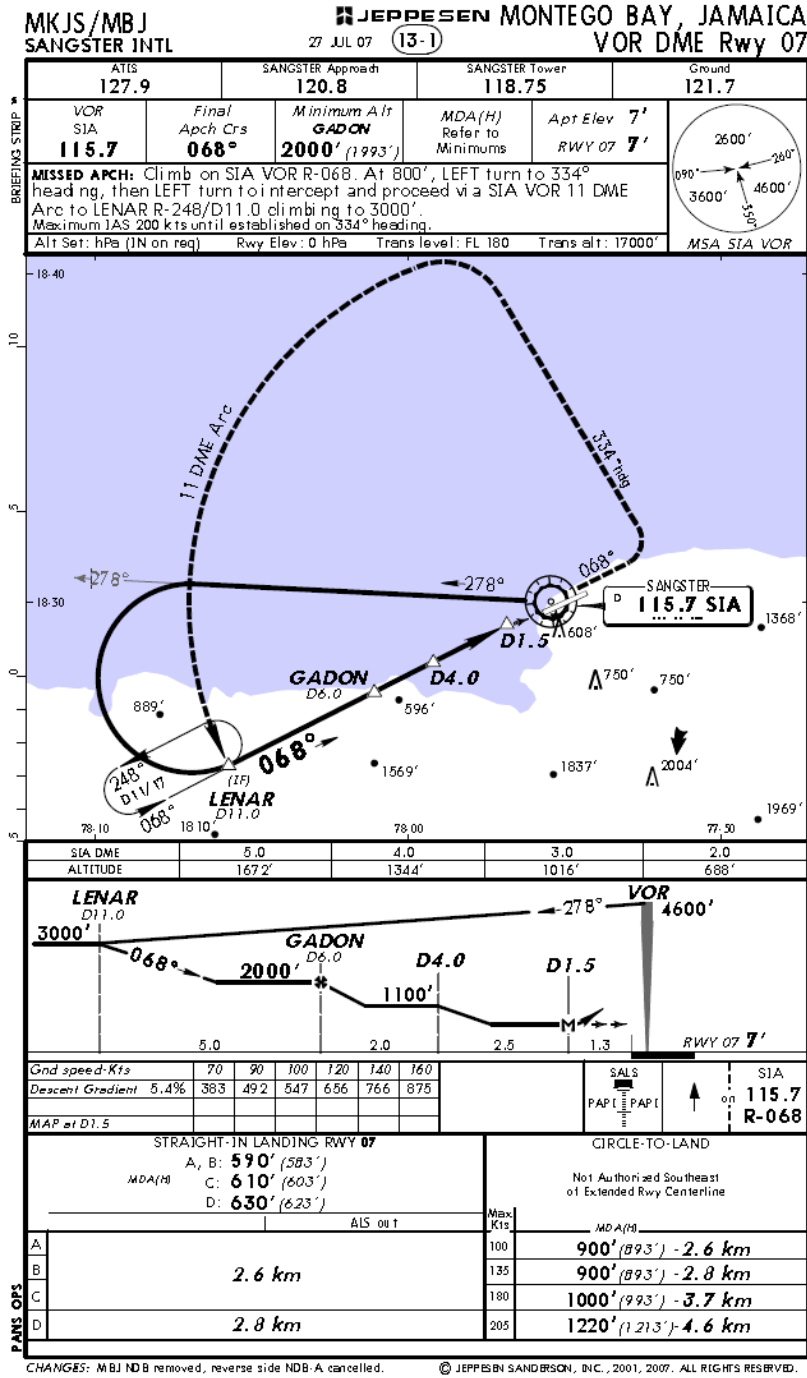 MKJS/MBJ
SANGSTER INTL
JEPPESEN MONTEGO BAY, JAMAICA
27 JUL 07 13-1 VOR DME Rwy 07
BRIEFING STRIP
ATIS
127.9
SANGSTER Approach
120.8
SANGSTER Tower
118.75
Ground
121.7
VOR
SIA
115.7
Final
Apch Crs
068°
Minimum Alt
GADON
2000' (1993')
MDA(H)
Refer to
Minimums
Apt Elev 7'
RWY 07 7'
2600'
090°
260°
3600'
4600'
350°
MSA SIA VOR
MISSED APCH: Climb on SIA VOR R-068. At 800', LEFT turn to 334°
heading, then LEFT turn to intercept and proceed via SIA VOR 11 DME
Arc to LENAR R-248/D11.0 climbing to 3000'.
Maximum IAS 200 kts until established on 334° heading.
Alt Set: hPa (IN on req) Rwy Elev: 0 hPa Trans level: FL 180 Trans alt: 17000'
18-40
10
11 DME Arc
334° hdg
5
278°
278°
068°
18-30
SANGSTER
D 115.7 SIA
608'
1368'
D1.5
0
GADON
D6.0
D4.0
750'
750'
889'
596'
248°
D11/17
068°
(IF)
LENAR
D11.0
068°
1569'
1837'
2004'
1969'
5
78-10
1810'
78-00
77-50
SIA DME 5.0 4.0 3.0 2.0
ALTITUDE 1672' 1344' 1016' 688'
LENAR
D11.0
VOR
278° 4600'
3000'
068°
GADON
D6.0
2000'
D4.0
D1.5
1100'
M
5.0 2.0 2.5 1.3
RWY 07 7'
Gnd speed-Kts 70 90 100 120 140 160
Descent Gradient 5.4% 383 492 547 656 766 875
MAP at D1.5
SALS
PAPI PAPI
on
SIA
115.7
R-068
STRAIGHT-IN LANDING RWY 07
A, B: 590' (583')
MDA(H) C: 610' (603')
D: 630' (623')
ALS out
A
B
C
2.6 km
D 2.8 km
CIRCLE-TO-LAND
Not Authorized Southeast
of Extended Rwy Centerline
Max
Kts
MDA(H)
100 900' (893') - 2.6 km
135 900' (893') - 2.8 km
180 1000' (993') - 3.7 km
205 1220' (1213') - 4.6 km
PANS OPS
CHANGES: MBJ NDB removed, reverse side NDB-A cancelled.
© JEPPESEN SANDERSON, INC., 2001, 2007. ALL RIGHTS RESERVED.